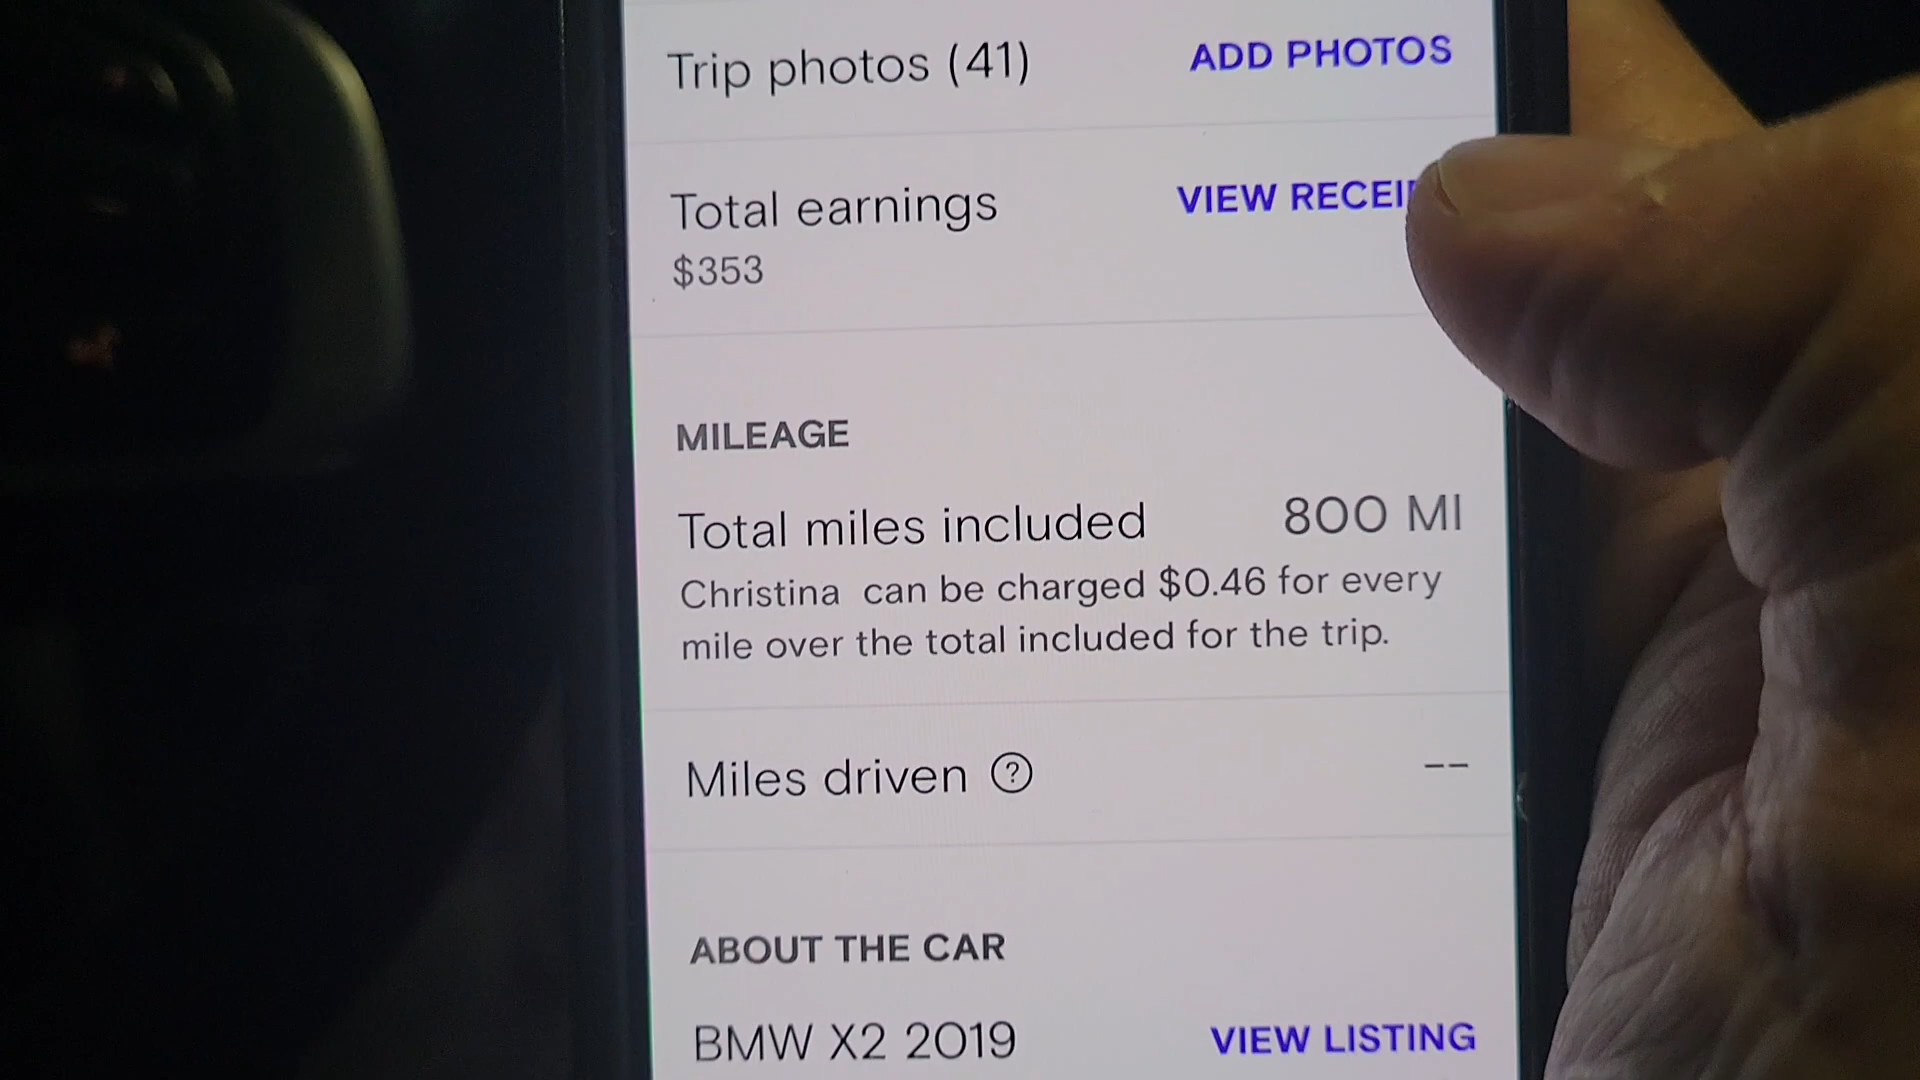 Trip photos (41) ADD PHOTOS
Total earnings VIEW
$353
MILEAGE
Total miles included 800 MI
Christina can be charged $0.46 for every
mile over the total included for the trip.
Miles driven ? --
ABOUT THE CAR
BMW X2 2019 VIEW LISTING